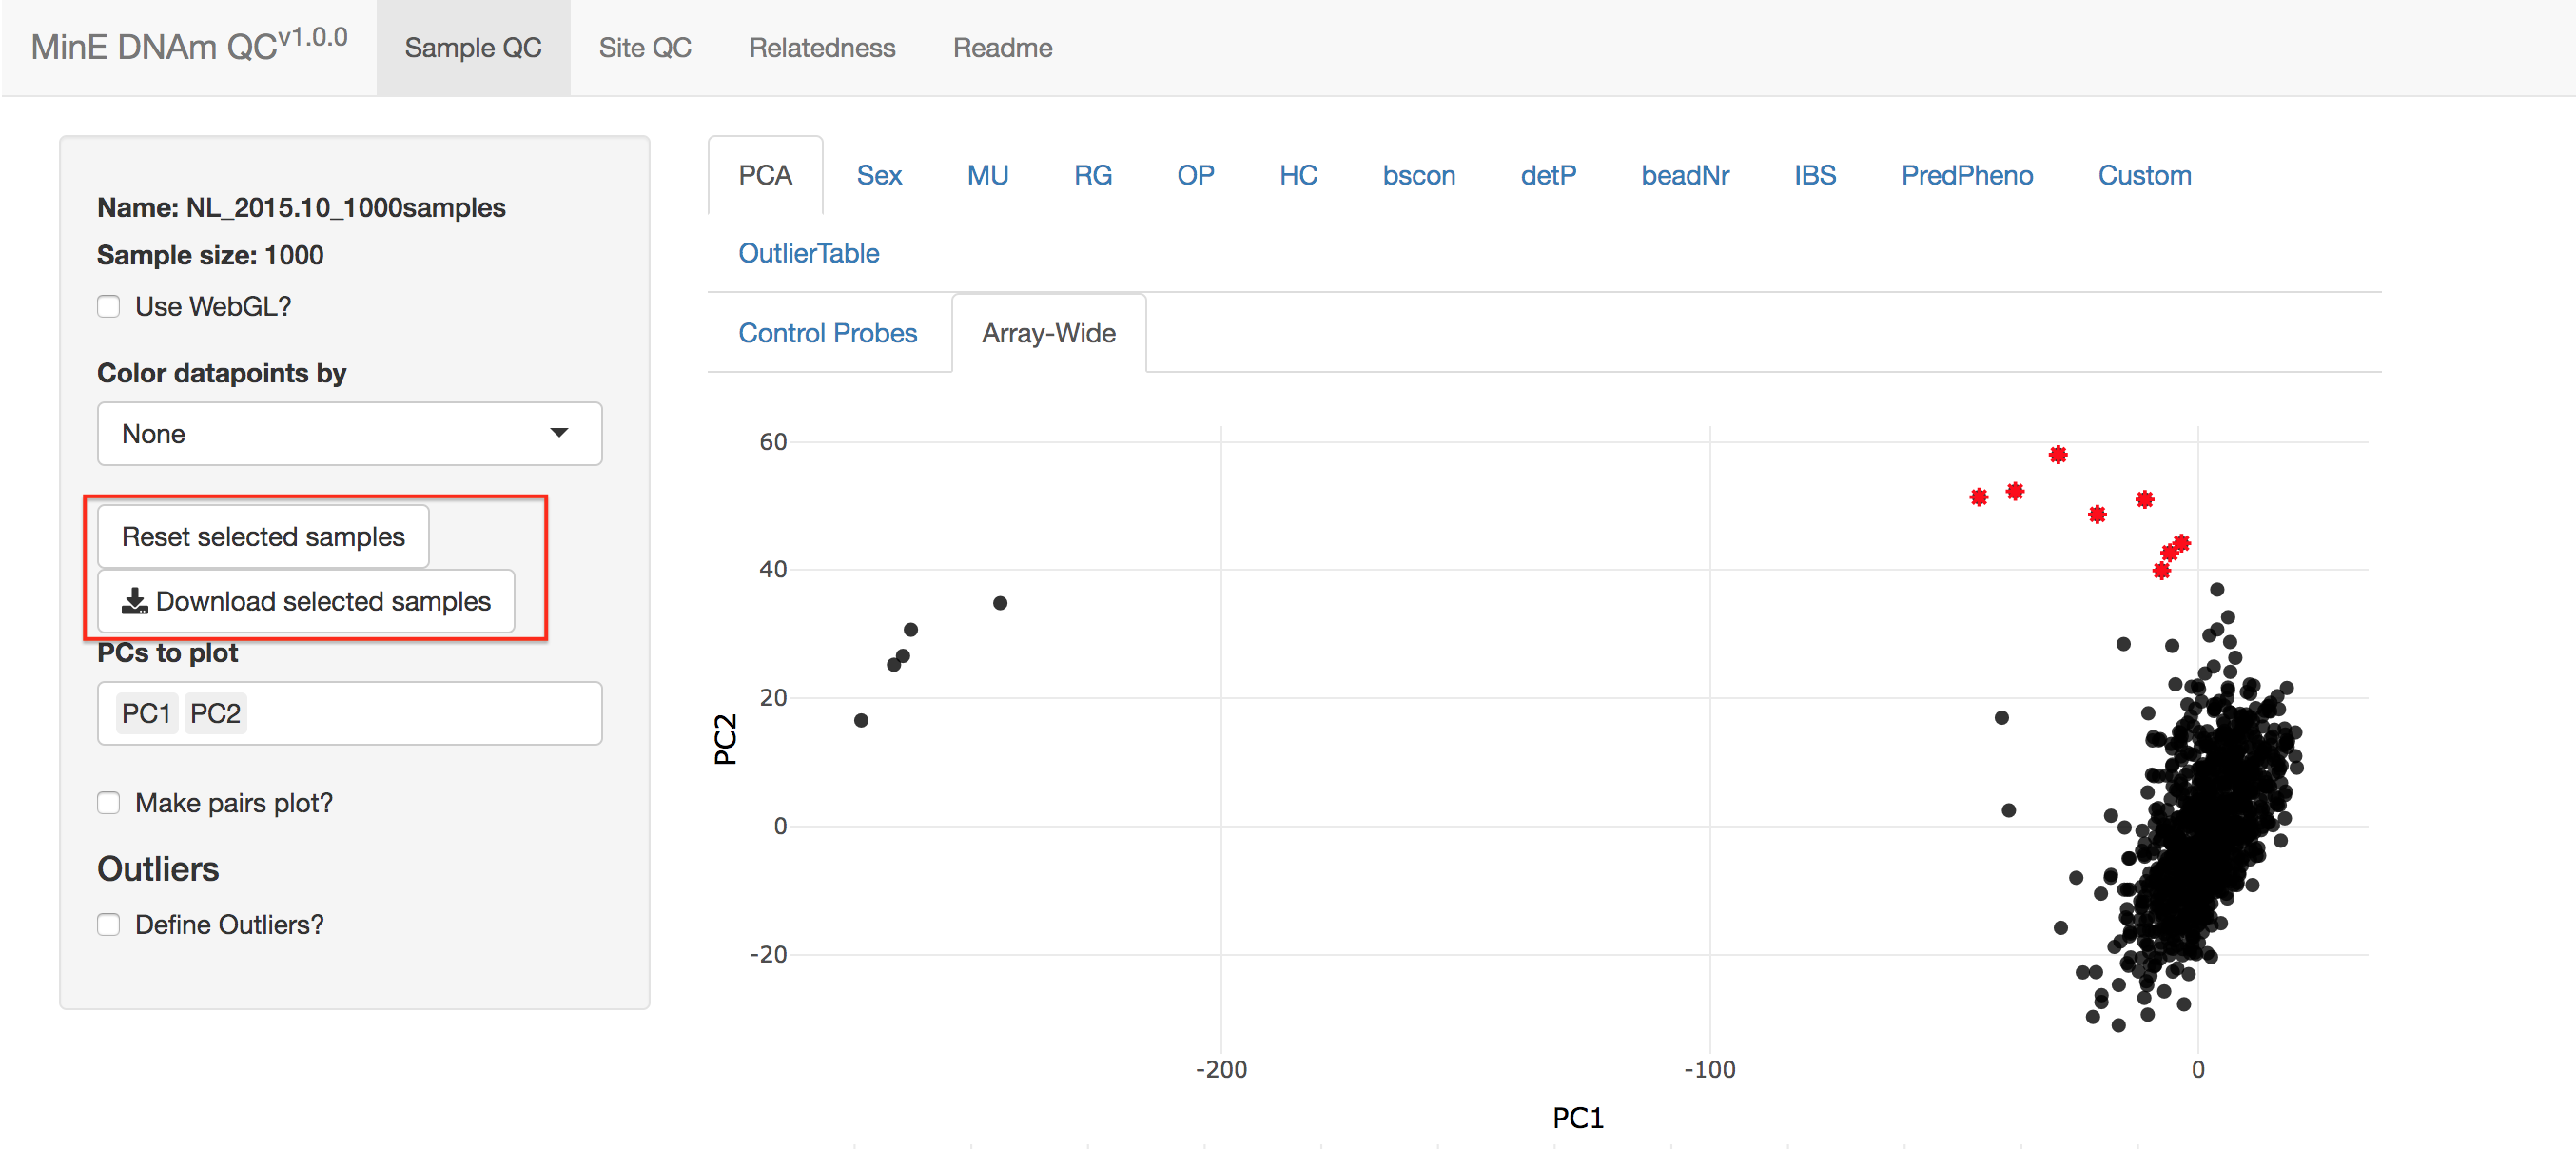 MinE DNAm QCv1.0.0 Sample QC Site QC Relatedness Readme
Name: NL_2015.10_1000samples
Sample size: 1000
Use WebGL?
Color datapoints by
None
Reset selected samples
Download selected samples
PCs to plot
PC1 PC2
Make pairs plot?
Outliers
Define Outliers?
PCA Sex MU RG OP HC bscon detP beadNr IBS PredPheno Custom
OutlierTable
Control Probes Array-Wide
60
40
20
0
-20
PC2
-200 -100 0
PC1